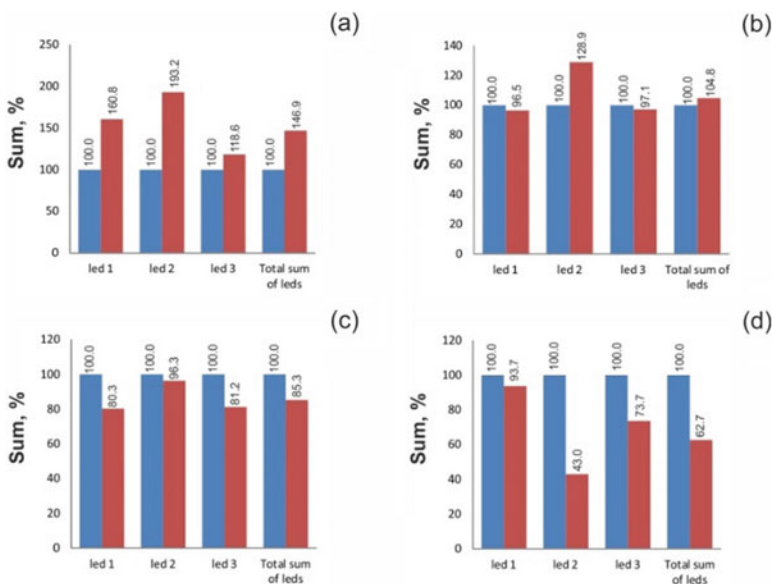 (a)
Sum, %
250
200
150
100
50
0
100.0
160.8
100.0
193.2
100.0
118.6
100.0
146.9
led 1
led 2
led 3
Total sum
of leds
(b)
Sum, %
140
120
100
80
60
40
20
0
100.0
96.5
100.0
128.9
100.0
97.1
100.0
104.8
led 1
led 2
led 3
Total sum of
leds
(c)
Sum, %
120
100
80
60
40
20
0
100.0
80.3
100.0
96.3
100.0
81.2
100.0
85.3
led 1
led 2
led 3
Total sum
of leds
(d)
Sum, %
120
100
80
60
40
20
0
100.0
93.7
100.0
43.0
100.0
73.7
100.0
62.7
led 1
led 2
led 3
Total sum
of leds